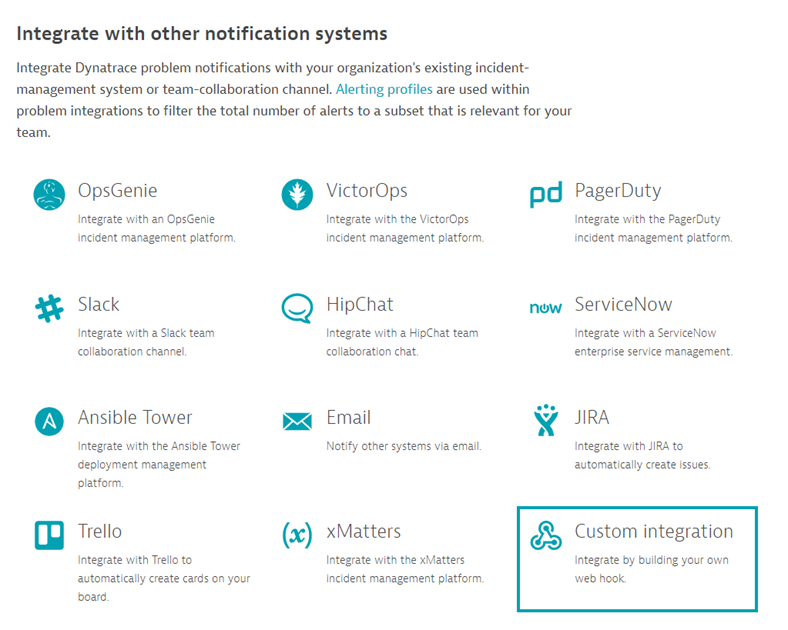 Integrate with other notification systems
Integrate Dynatrace problem notifications with your organization's existing incident-
management system or team-collaboration channel. Alerting profiles are used within
problem integrations to filter the total number of alerts to a subset that is relevant for your
team.
OpsGenie
Integrate with an OpsGenie
incident management platform.
VictorOps
Integrate with the VictorOps
incident management platform.
pd
PagerDuty
Integrate with the PagerDuty
incident management platform.
Slack
Integrate with a Slack team
collaboration channel.
HipChat
Integrate with a HipChat team
collaboration chat.
now
ServiceNow
Integrate with a ServiceNow
enterprise service management.
Ansible Tower
Integrate with the Ansible Tower
deployment management
platform.
Email
Notify other systems via email.
JIRA
Integrate with JIRA to
automatically create issues.
Trello
Integrate with Trello to
automatically create cards on your
board.
(x)
xMatters
Integrate with the xMatters
incident management platform.
Custom integration
Integrate by building your own
web hook.